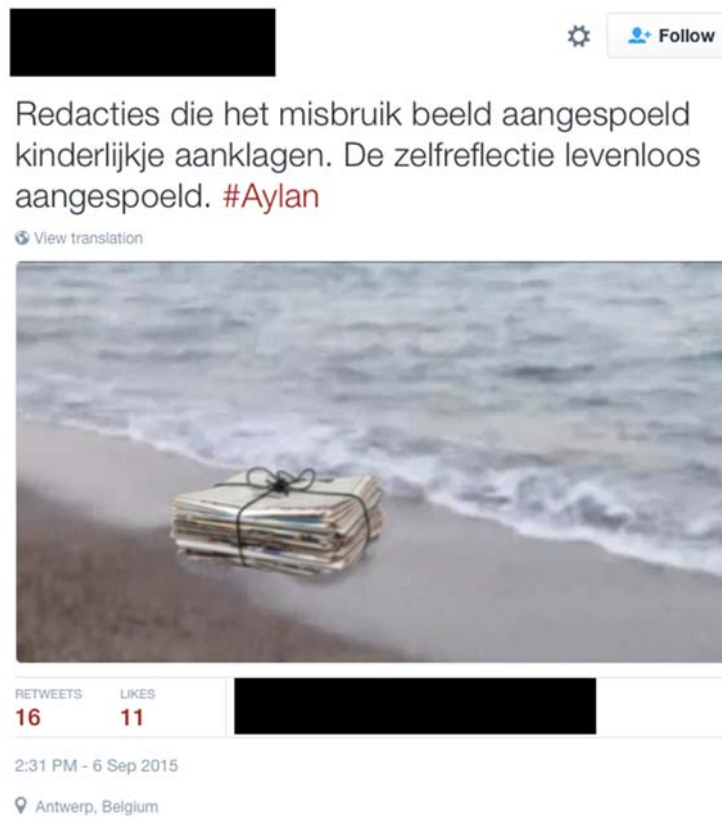 Follow
Redacties die het misbruik beeld aangespoeld
kinderlijkje aanklagen. De zelfreflectie levenloos
aangespoeld. #Aylan
View translation
RETWEETS LIKES
16 11
2:31 PM - 6 Sep 2015
Antwerp, Belgium